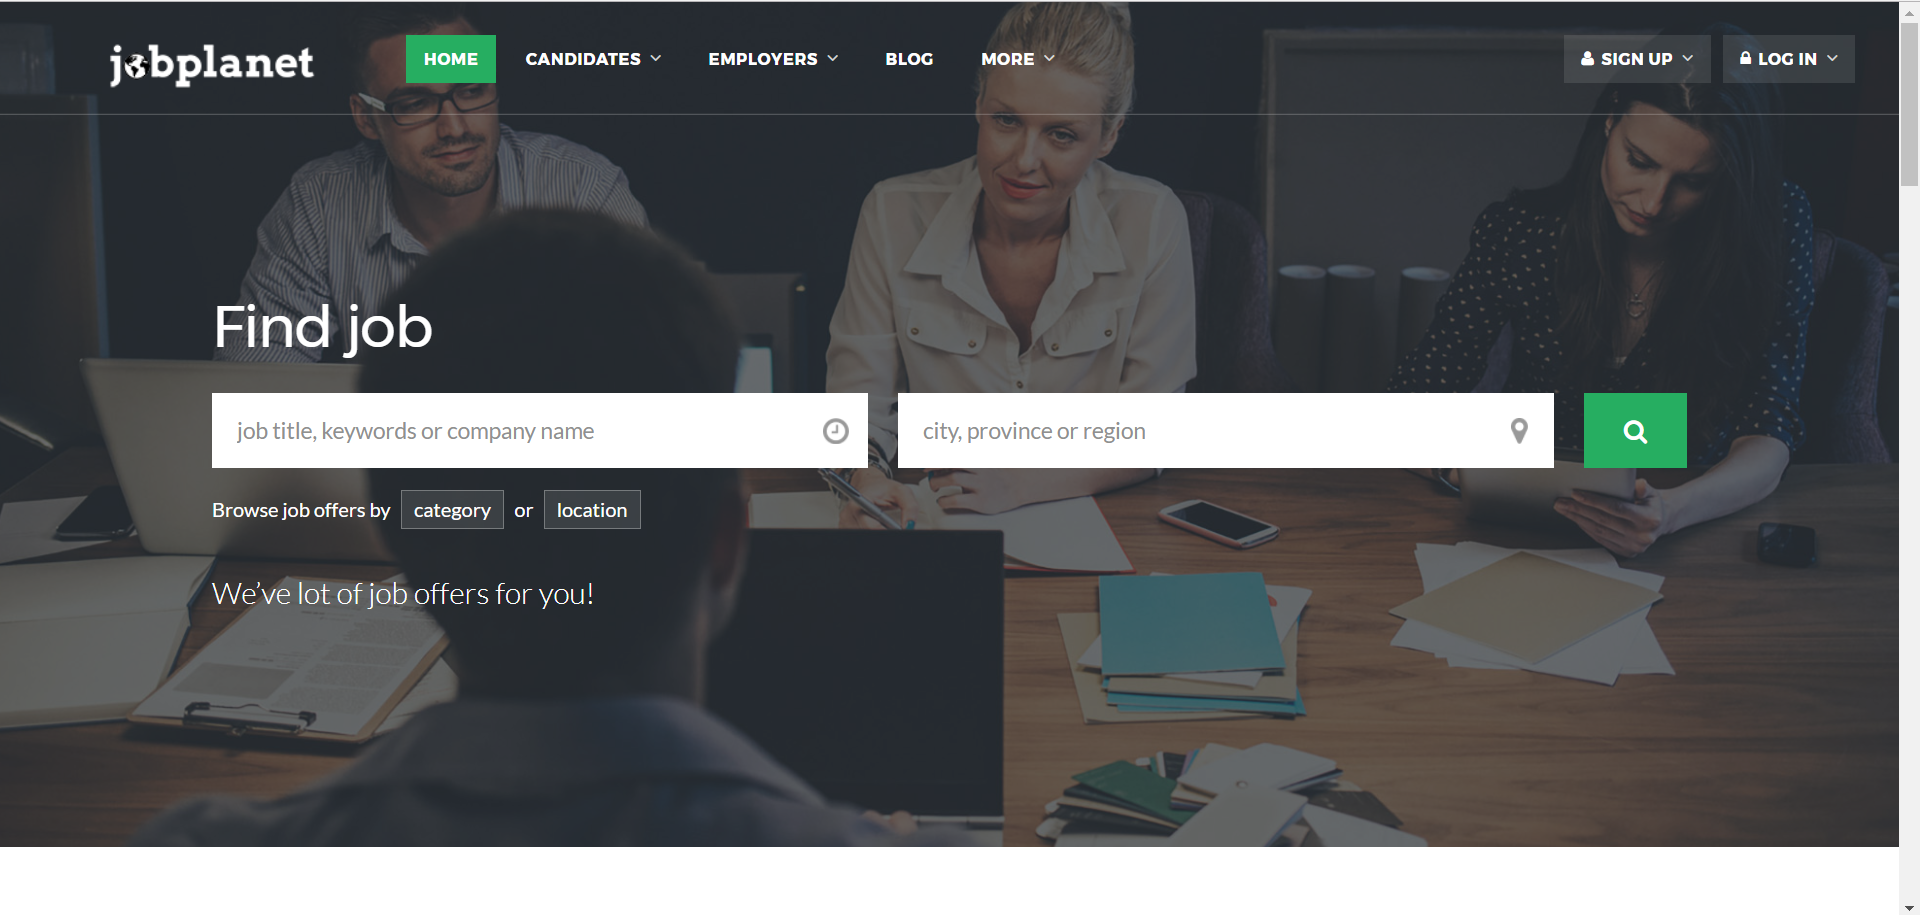 jobplanet
HOME CANDIDATES EMPLOYERS BLOG MORE SIGN UP LOG IN
Find job
job title, keywords or company name city, province or region
Browse job offers by category or location
We've lot of job offers for you!